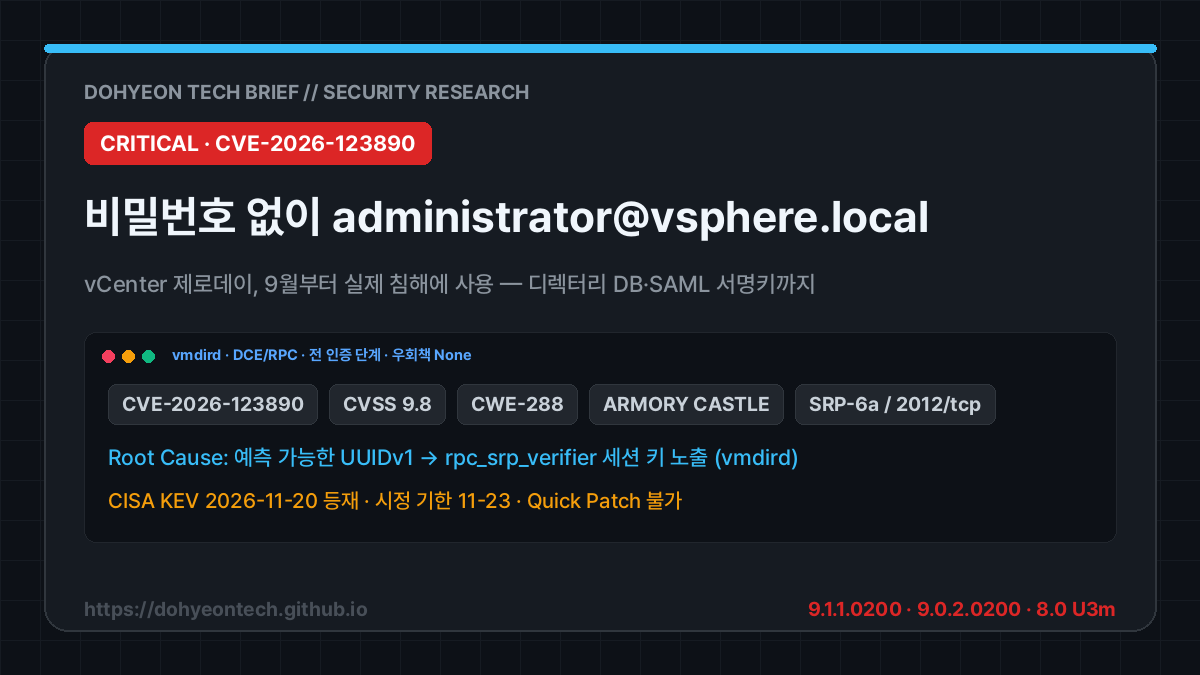 DOHYEON TECH BRIEF // SECURITY RESEARCH
CRITICAL · CVE-2026-123890
비밀번호 없이 administrator@vsphere.local
vCenter 제로데이, 9월부터 실제 침해에 사용 — 디렉터리 DB·SAML 서명키까지
vmdird · DCE/RPC · 전 인증 단계 · 우회책 None
CVE-2026-123890 CVSS 9.8 CWE-288 ARMORY CASTLE SRP-6a / 2012/tcp
Root Cause: 예측 가능한 UUIDv1 → rpc_srp_verifier 세션 키 노출 (vmdird)
CISA KEV 2026-11-20 등재 · 시정 기한 11-23 · Quick Patch 불가
https://dohyeontech.github.io
9.1.1.0200 · 9.0.2.0200 · 8.0 U3m